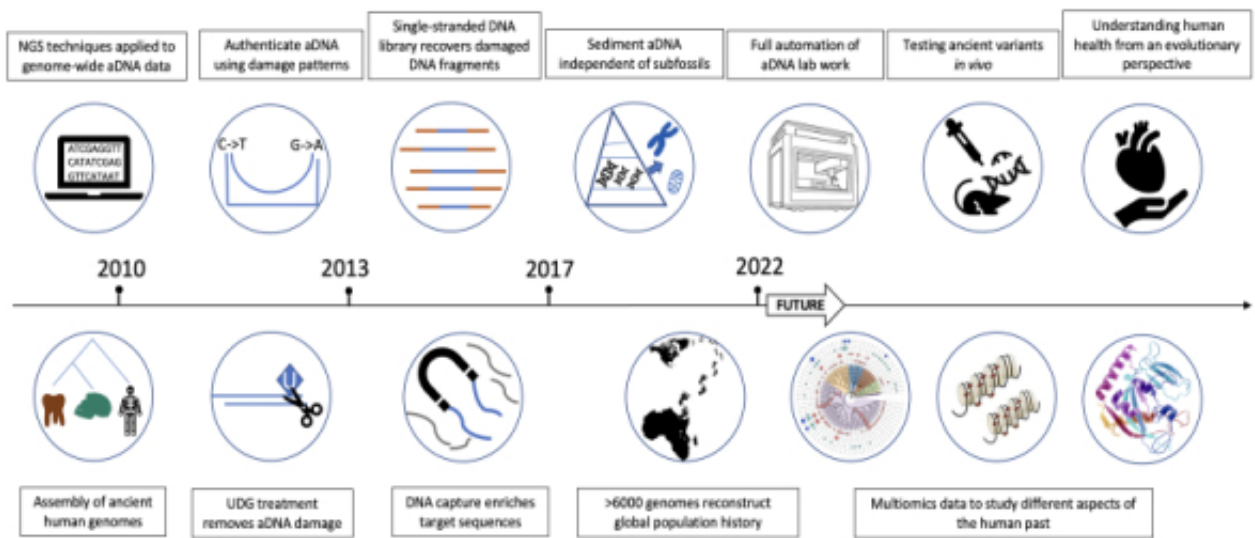 NGS techniques applied to
genome-wide aDNA data
Authenticate aDNA
using damage patterns
Single-stranded DNA
library recovers damaged
DNA fragments
Sediment aDNA
independent of subfossils
Full automation of
aDNA lab work
Testing ancient variants
in vivo
Understanding human
health from an evolutionary
perspective
ATCGAGGTT
CATATCGAG
GTTCATAAT
C->T
G->A
2010
2013
2017
2022
FUTURE
U
Assembly of ancient
human genomes
UDG treatment
removes aDNA damage
DNA capture enriches
target sequences
>6000 genomes reconstruct
global population history
Multiomics data to study different aspects of
the human past